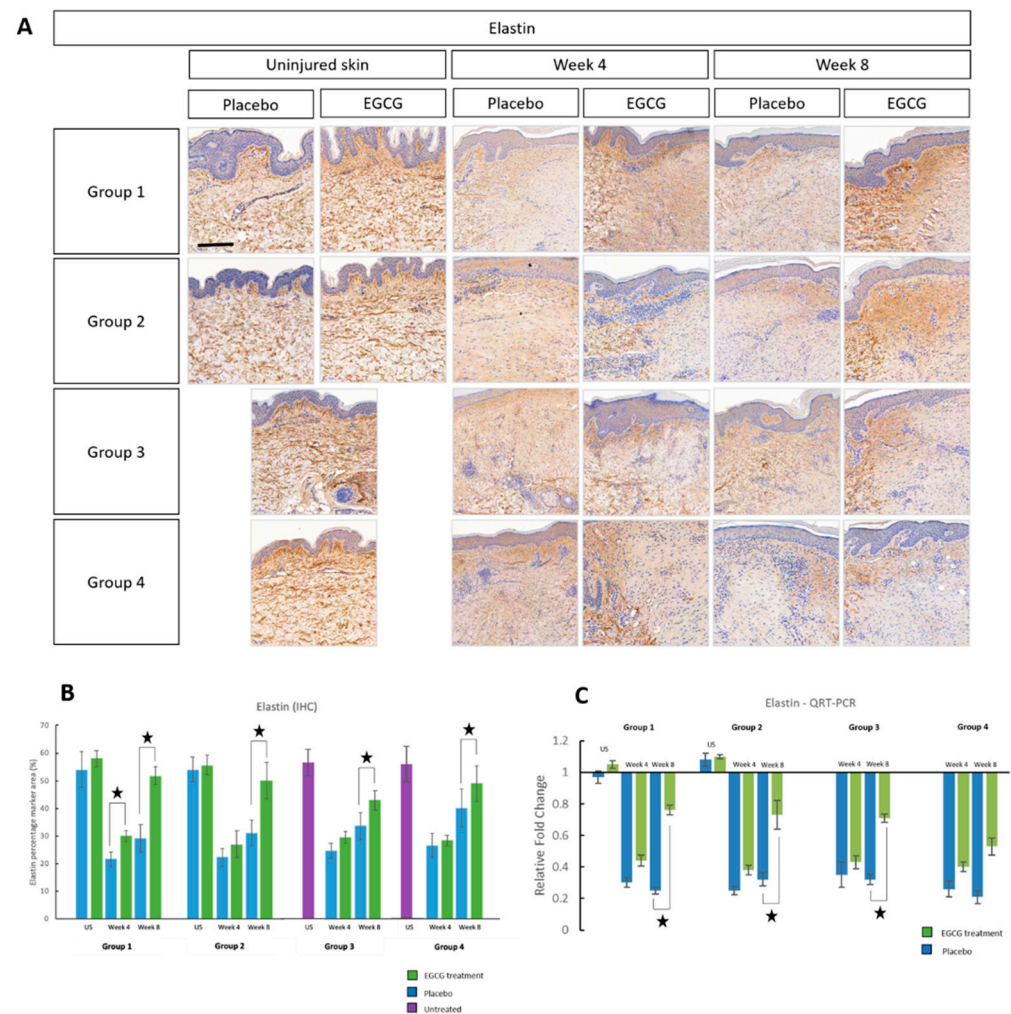 A
Elastin
Uninjured skin Week 4 Week 8
Placebo EGCG Placebo EGCG Placebo EGCG
Group 1
Group 2
Group 3
Group 4
B
Elastin (IHC)
Elastin percentage marker area (%)
70
60
50
40
30
20
10
0
US Week 4 Week 8 US Week 4 Week 8 US Week 4 Week 8 US Week 4 Week 8
Group 1 Group 2 Group 3 Group 4
EGCG treatment
Placebo
Untreated
C
Elastin - QRT-PCR
Group 1 Group 2 Group 3 Group 4
Relative Fold Change
1.2
1
0.8
0.6
0.4
0.2
0
US Week 4 Week 8 US Week 4 Week 8 Week 4 Week 8 Week 4 Week 8
EGCG treatment
Placebo